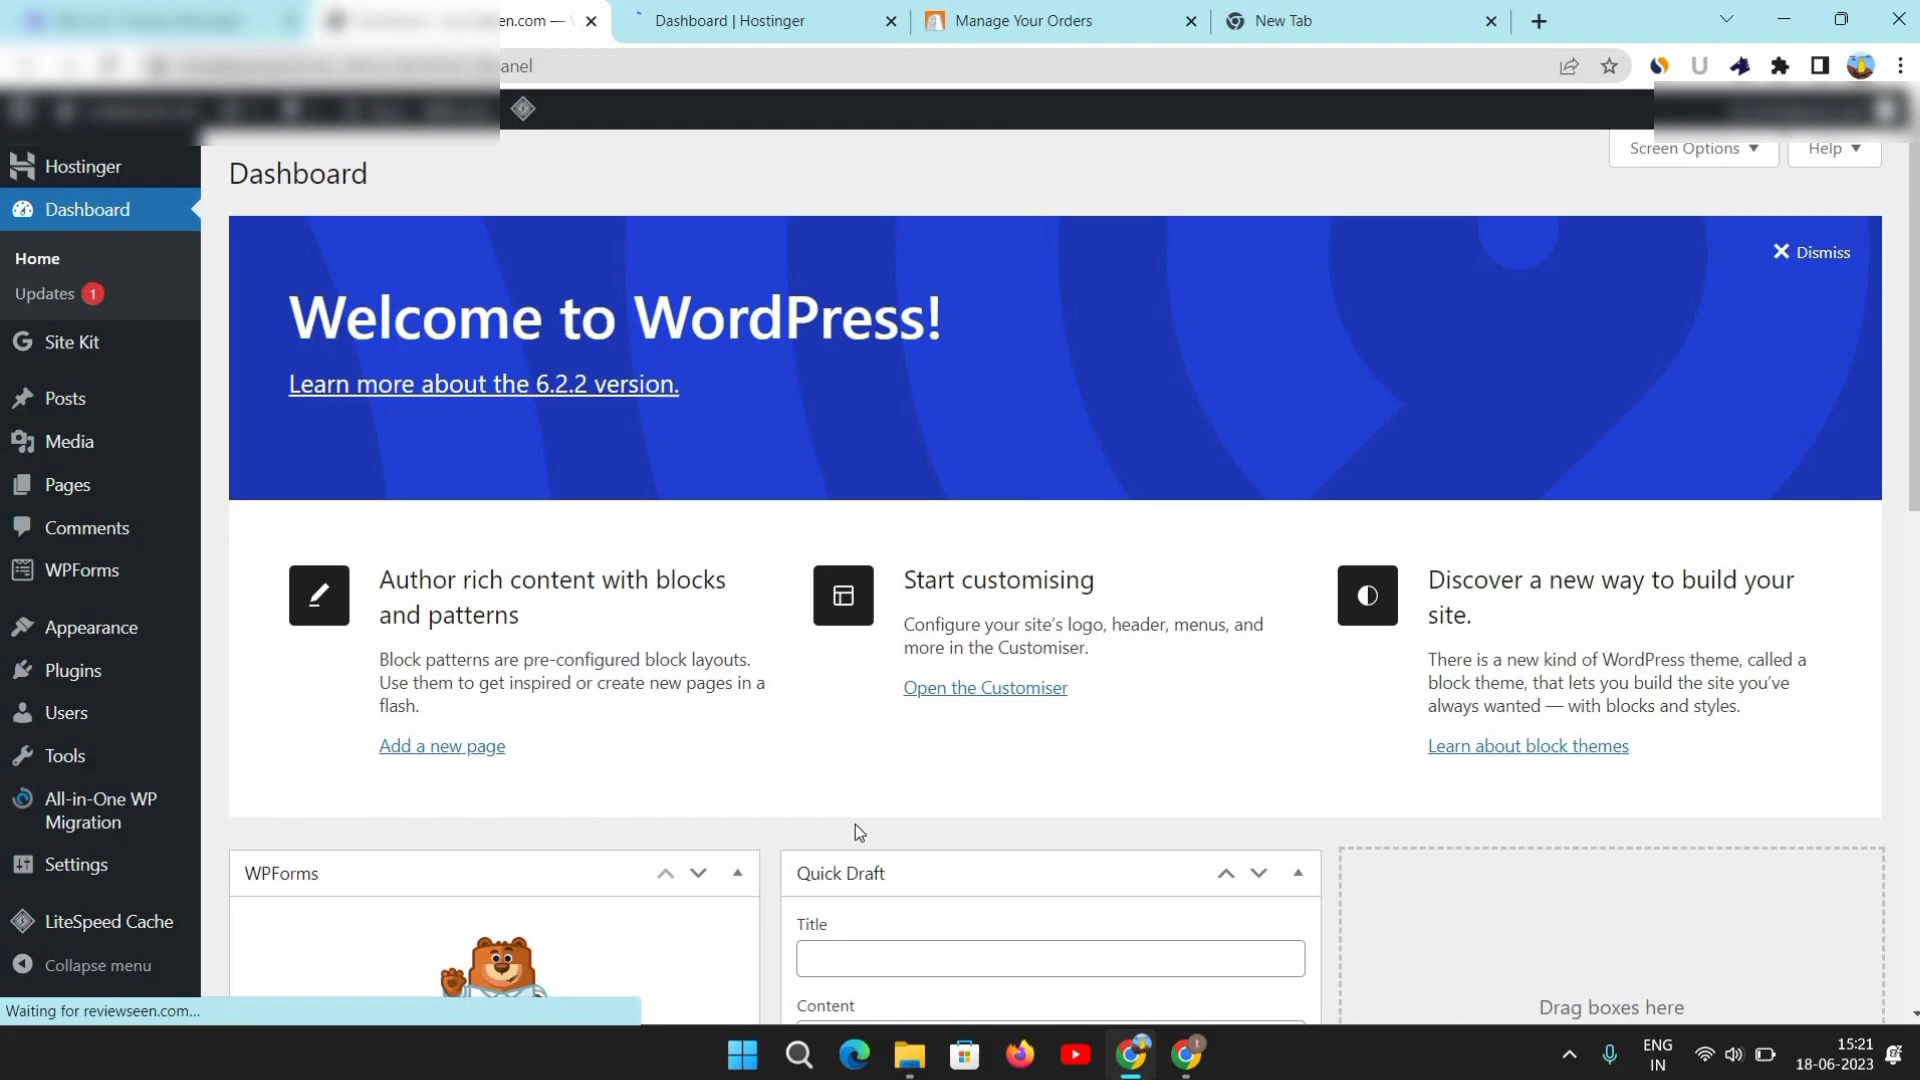 en.com —
Dashboard | Hostinger
Manage Your Orders
New Tab
anel
Hostinger
Dashboard
Home
Updates 1
Site Kit
Posts
Media
Pages
Comments
WPForms
Appearance
Plugins
Users
Tools
All-in-One WP
Migration
Settings
LiteSpeed Cache
Collapse menu
Waiting for reviewseen.com...
Screen Options
Help
Dashboard
Dismiss
Welcome to WordPress!
Learn more about the 6.2.2 version.
Author rich content with blocks
and patterns
Block patterns are pre-configured block layouts.
Use them to get inspired or create new pages in a
flash.
Add a new page
Start customising
Configure your site's logo, header, menus, and
more in the Customiser.
Open the Customiser
Discover a new way to build your
site.
There is a new kind of WordPress theme, called a
block theme, that lets you build the site you've
always wanted — with blocks and styles.
Learn about block themes
WPForms
Quick Draft
Title
Content
Drag boxes here
ENG
IN
15:21
18-06-2023